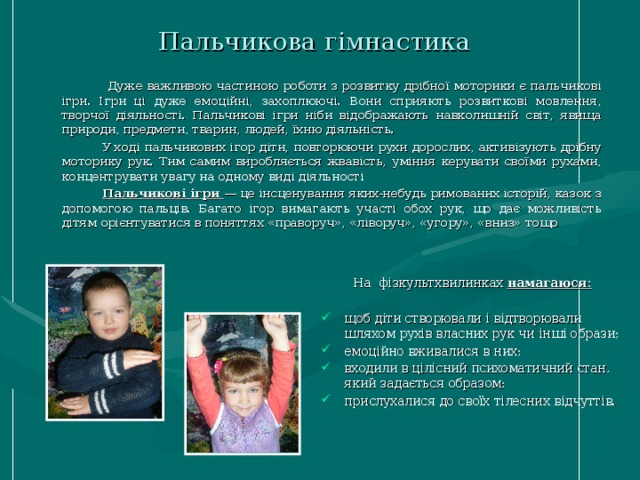 Пальчикова гімнастика
Дуже важливою частиною роботи з розвитку дрібної моторики є пальчикові
ігри. Ігри ці дуже емоційні, захоплюючі. Вони сприяють розвиткові мовлення,
творчої діяльності. Пальчикові ігри ніби відображають навколишній світ, явища
природи, предмети, тварин, людей, їхню діяльність.
У ході пальчикових ігор діти, повторюючи рухи дорослих, активізують дрібну
моторику рук. Тим самим виробляється жвавість, уміння керувати своїми рухами,
концентрувати увагу на одному виді діяльності
Пальчикові ігри — це інсценування яких-небудь римованих історій, казок з
допомогою пальців. Багато ігор вимагають участі обох рук, що дає можливість
дітям орієнтуватися в поняттях «праворуч», «ліворуч», «угору», «вниз» тощо
На фізкультхвилинках намагаюся:
щоб діти створювали і відтворювали
шляхом рухів власних рук чи інші образи;
емоційно вживалися в них;
входили в цілісний психоматичний стан,
який задається образом;
прислухалися до своїх тілесних відчуттів.